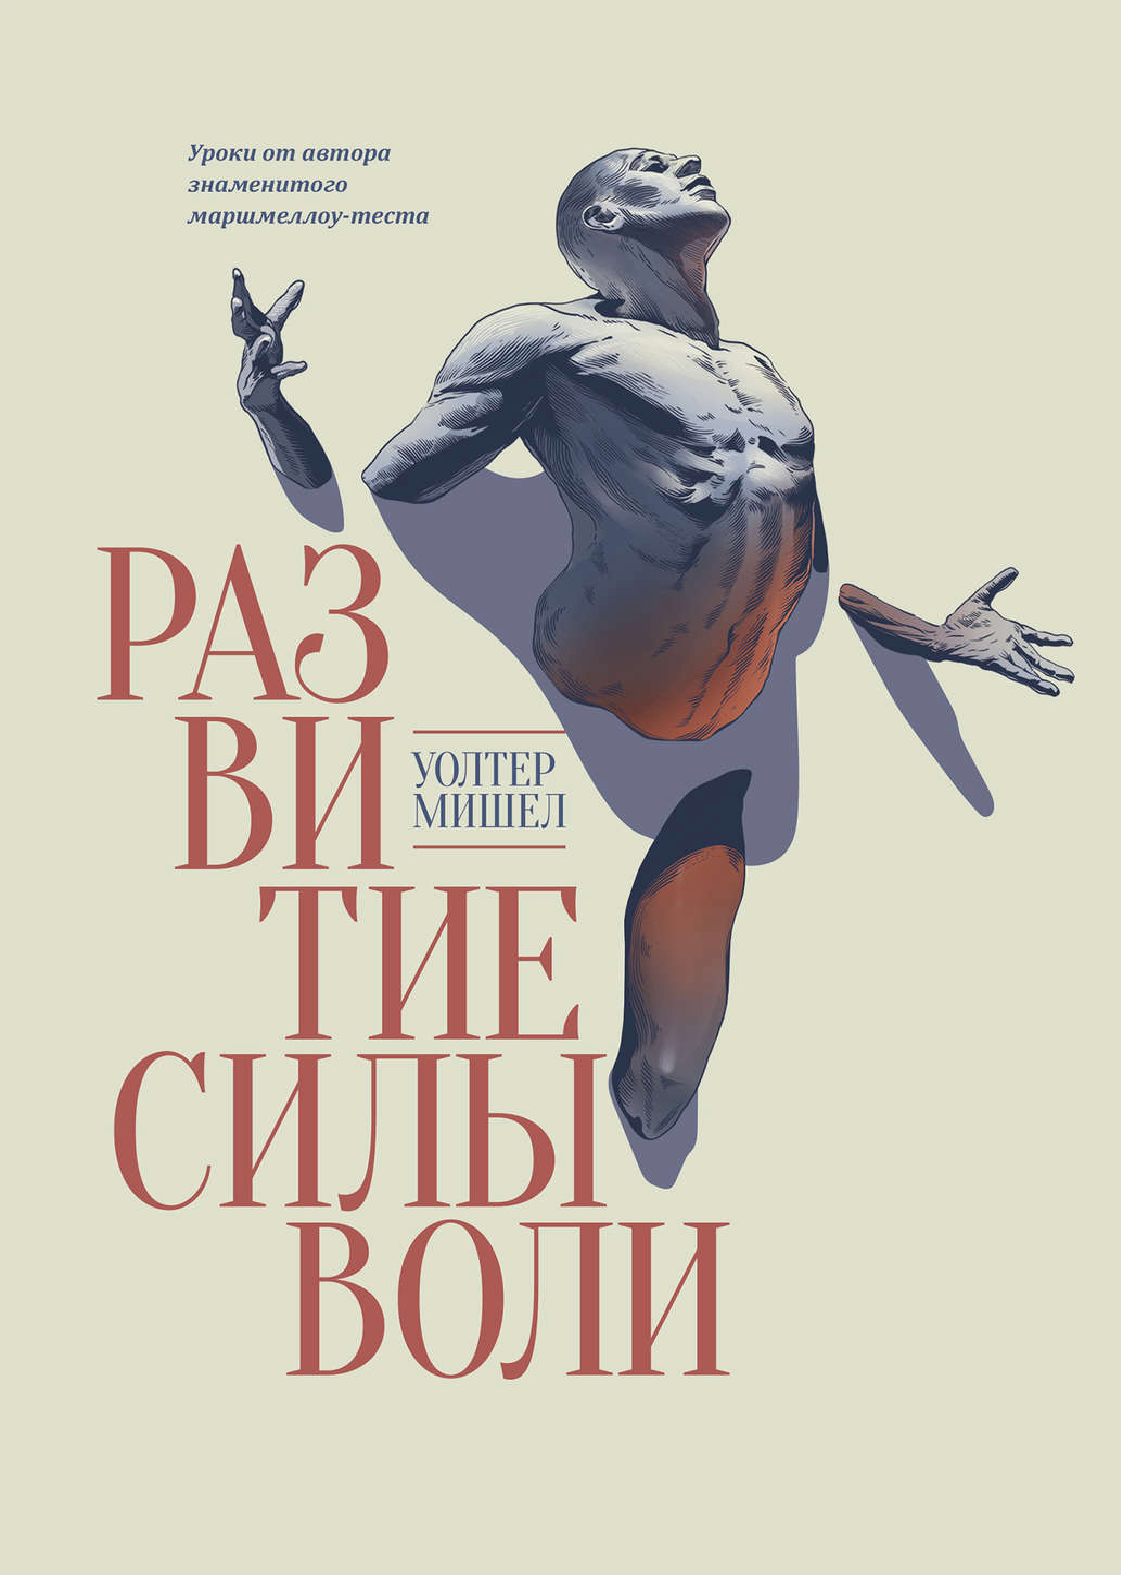 Уроки от автора
знаменитого
маршмеллоу-теста
РАЗ
ВИ
ТИЕ
СИЛЫ
ВОЛИ
УОЛТЕР
МИШЕЛ